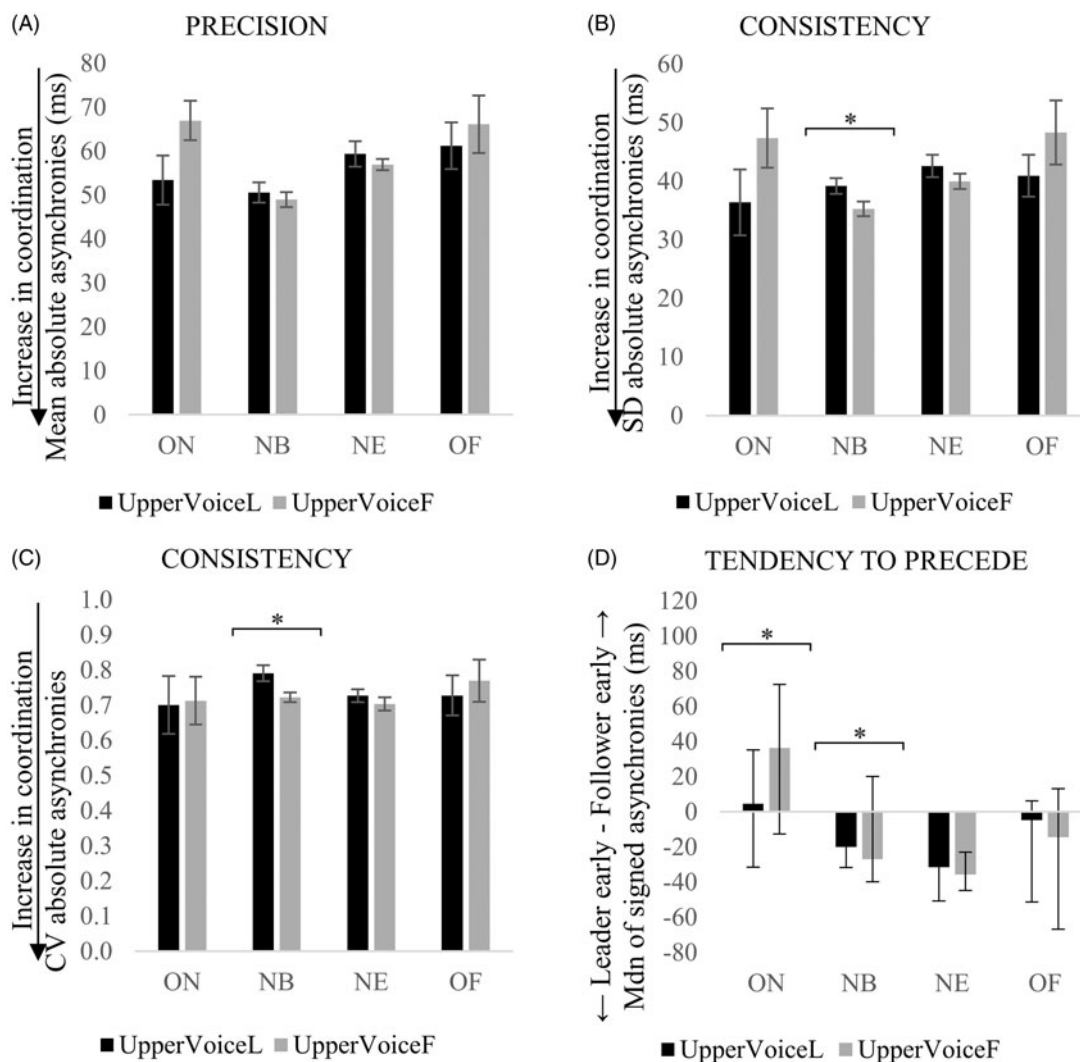 (A) PRECISION
Increase in coordination
Mean absolute asynchronies (ms)
80
70
60
50
40
30
20
10
0
ON NB NE OF
UpperVoiceL UpperVoiceF
(B) CONSISTENCY
Increase in coordination
SD absolute asynchronies (ms)
60
50
40
30
20
10
0
*
ON NB NE OF
UpperVoiceL UpperVoiceF
(C) CONSISTENCY
Increase in coordination
CV absolute asynchronies
1.0
0.9
0.8
0.7
0.6
0.5
0.4
0.3
0.2
0.1
0.0
*
ON NB NE OF
UpperVoiceL UpperVoiceF
(D) TENDENCY TO PRECEDE
← Leader early - Follower early →
Mdn of signed asynchronies (ms)
120
100
80
60
40
20
0
-20
-40
-60
-80
*
*
ON NB NE OF
UpperVoiceL UpperVoiceF